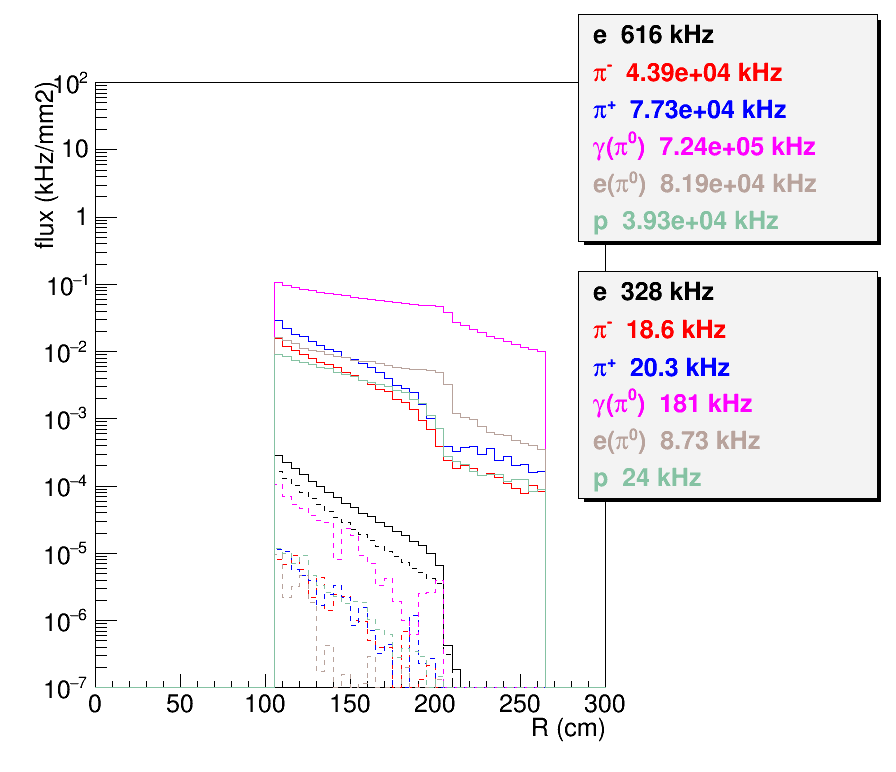 e 616 kHz
π⁻ 4.39e+04 kHz
π⁺ 7.73e+04 kHz
γ(π⁰) 7.24e+05 kHz
e(π⁰) 8.19e+04 kHz
p 3.93e+04 kHz
e 328 kHz
π⁻ 18.6 kHz
π⁺ 20.3 kHz
γ(π⁰) 181 kHz
e(π⁰) 8.73 kHz
p 24 kHz
flux (kHz/mm2)
10²
10
1
10⁻¹
10⁻²
10⁻³
10⁻⁴
10⁻⁵
10⁻⁶
10⁻⁷
0 50 100 150 200 250 300
R (cm)